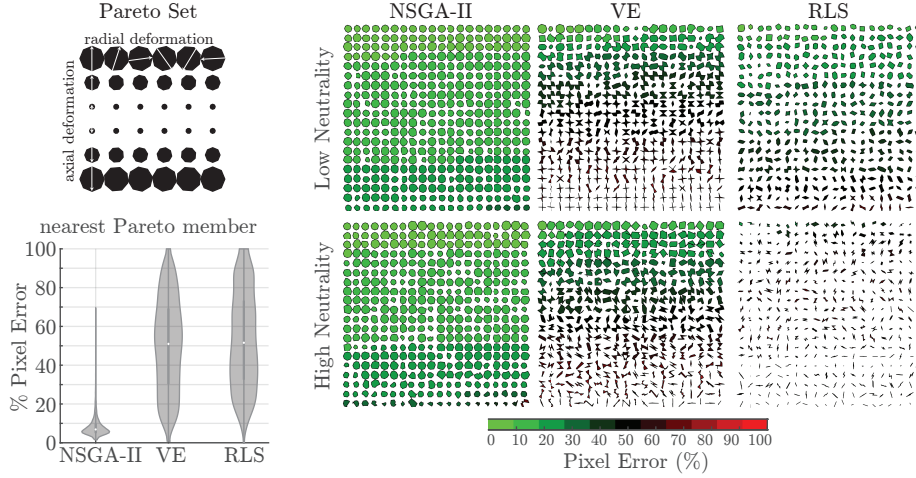 Pareto Set
radial deformation
axial deformation
nearest Pareto member
% Pixel Error
100
80
60
40
20
0
NSGA-II VE RLS
NSGA-II VE RLS
Low Neutrality
High Neutrality
0 10 20 30 40 50 60 70 80 90 100
Pixel Error (%)